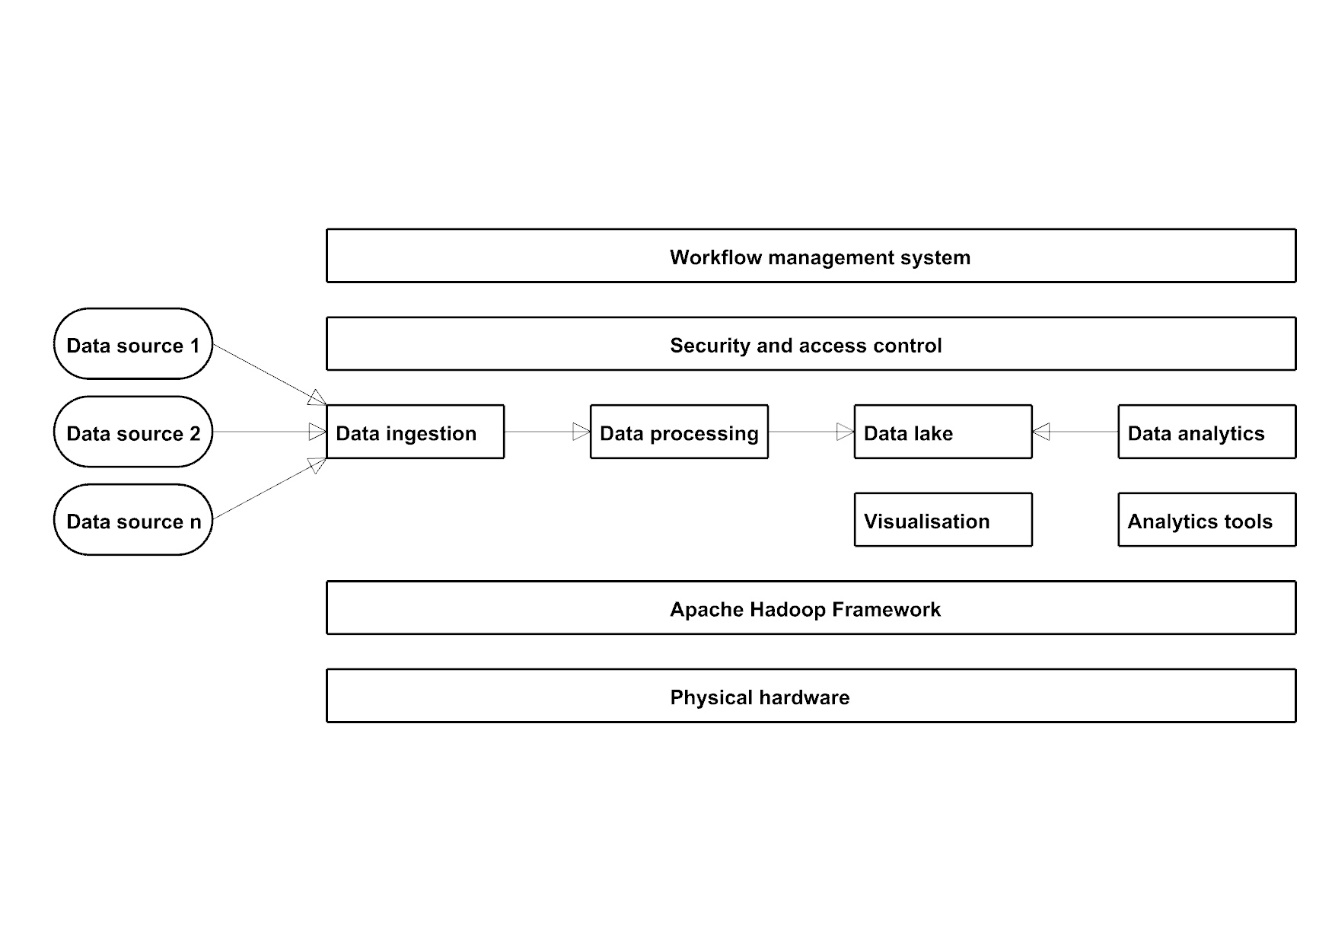 Workflow management system
Security and access control
Data source 1
Data source 2
Data source n
Data ingestion
Data processing
Data lake
Data analytics
Visualisation
Analytics tools
Apache Hadoop Framework
Physical hardware